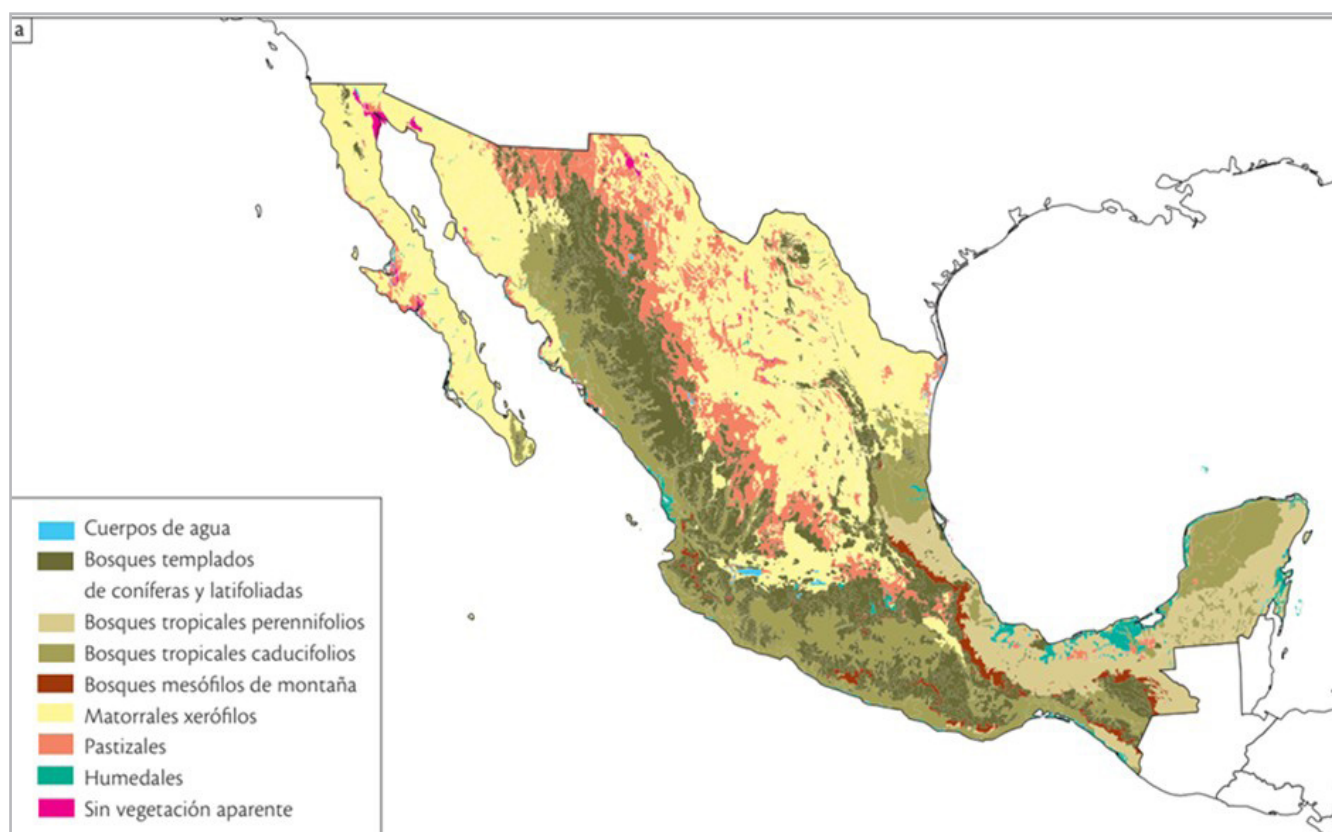 a
Cuerpos de agua
Bosques templados
de coníferas y latifoliadas
Bosques tropicales perennifolios
Bosques tropicales caducifolios
Bosques mesófilos de montaña
Matorrales xerófilos
Pastizales
Humedales
Sin vegetación aparente